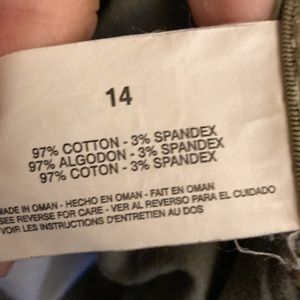 14
97% COTTON - 3% SPANDEX
97% ALGODON - 3% SPANDEX
97% COTON - 3% SPANDEX
MADE IN OMAN - HECHO EN OMAN - FAIT EN OMAN
SEE REVERSE FOR CARE - VER AL REVERSO PARA EL CUIDADO
VOIR LES INSTRUCTIONS D'ENTRETIEN AU DOS